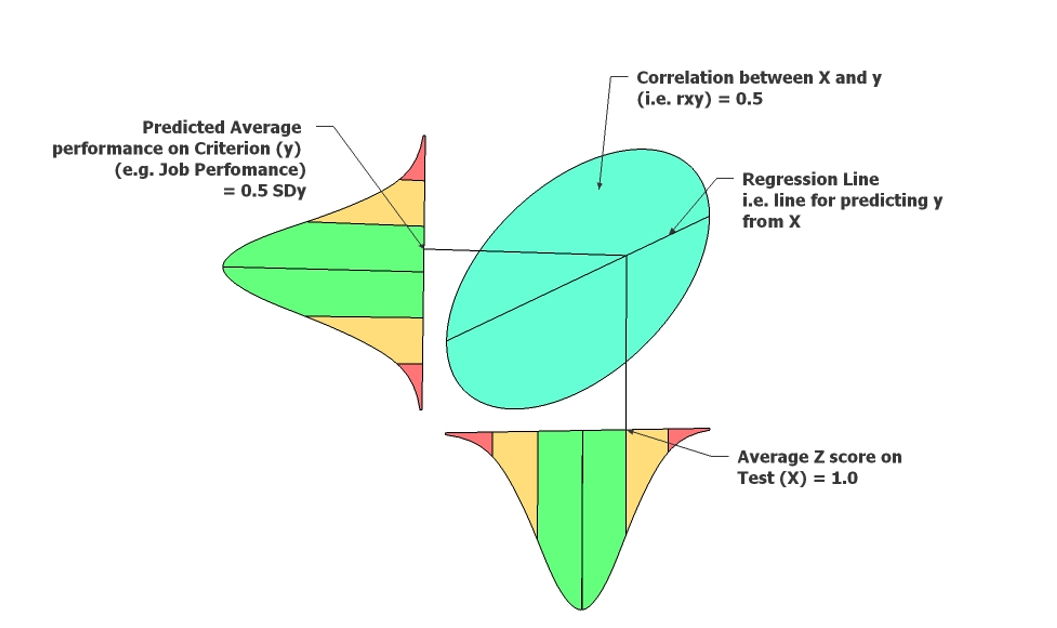 Correlation between X and y
(i.e. rxy) = 0.5
Predicted Average
performance on Criterion (y)
(e.g. Job Perfomance)
= 0.5 SDy
Regression Line
i.e. line for predicting y
from X
Average Z score on
Test (X) = 1.0